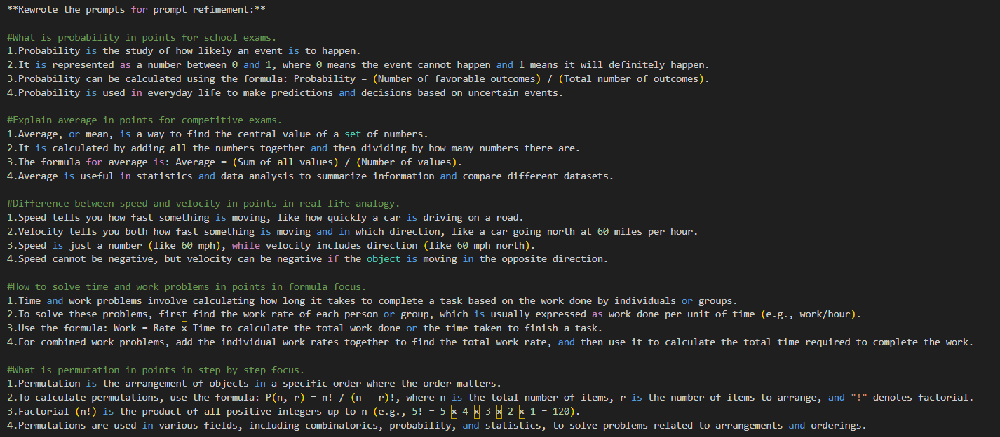 **Rewrote the prompts for prompt refimement:**
#What is probability in points for school exams.
1.Probability is the study of how likely an event is to happen.
2.It is represented as a number between 0 and 1, where 0 means the event cannot happen and 1 means it will definitely happen.
3.Probability can be calculated using the formula: Probability = (Number of favorable outcomes) / (Total number of outcomes).
4.Probability is used in everyday life to make predictions and decisions based on uncertain events.
#Explain average in points for competitive exams.
1.Average, or mean, is a way to find the central value of a set of numbers.
2.It is calculated by adding all the numbers together and then dividing by how many numbers there are.
3.The formula for average is: Average = (Sum of all values) / (Number of values).
4.Average is useful in statistics and data analysis to summarize information and compare different datasets.
#Difference between speed and velocity in points in real life analogy.
1.Speed tells you how fast something is moving, like how quickly a car is driving on a road.
2.Velocity tells you both how fast something is moving and in which direction, like a car going north at 60 miles per hour.
3.Speed is just a number (like 60 mph), while velocity includes direction (like 60 mph north).
4.Speed cannot be negative, but velocity can be negative if the object is moving in the opposite direction.
#How to solve time and work problems in points in formula focus.
1.Time and work problems involve calculating how long it takes to complete a task based on the work done by individuals or groups.
2.To solve these problems, first find the work rate of each person or group, which is usually expressed as work done per unit of time (e.g., work/hour).
3.Use the formula: Work = Rate × Time to calculate the total work done or the time taken to finish a task.
4.For combined work problems, add the individual work rates together to find the total work rate, and then use it to calculate the total time required to complete the work.
#What is permutation in points in step by step focus.
1.Permutation is the arrangement of objects in a specific order where the order matters.
2.To calculate permutations, use the formula: P(n, r) = n! / (n - r)!, where n is the total number of items, r is the number of items to arrange, and "!" denotes factorial.
3.Factorial (n!) is the product of all positive integers up to n (e.g., 5! = 5 × 4 × 3 × 2 × 1 = 120).
4.Permutations are used in various fields, including combinatorics, probability, and statistics, to solve problems related to arrangements and orderings.